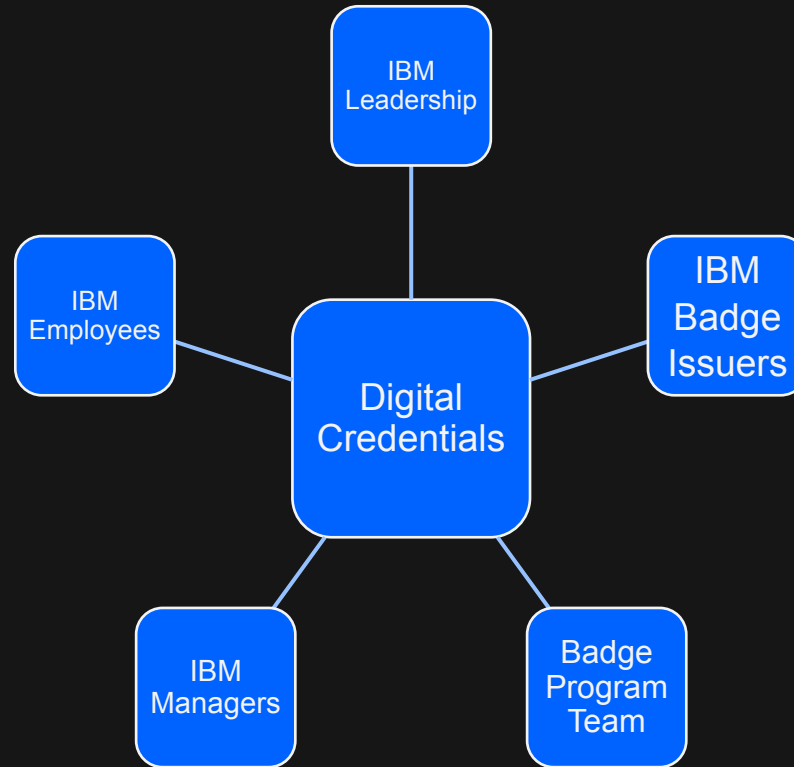 IBM
Leadership
IBM
Employees
IBM
Badge
Issuers
Digital
Credentials
IBM
Managers
Badge
Program
Team